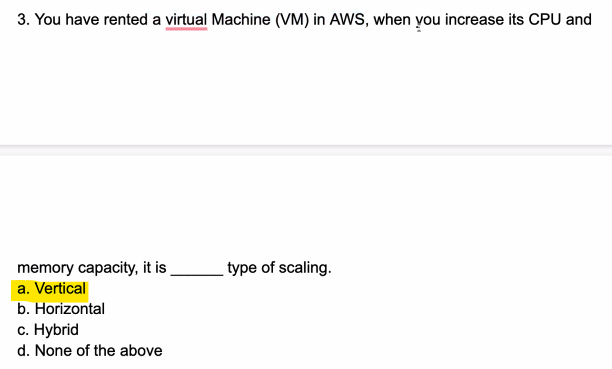 3. You have rented a virtual Machine (VM) in AWS, when you increase its CPU and
memory capacity, it is ______ type of scaling.
a. Vertical
b. Horizontal
c. Hybrid
d. None of the above